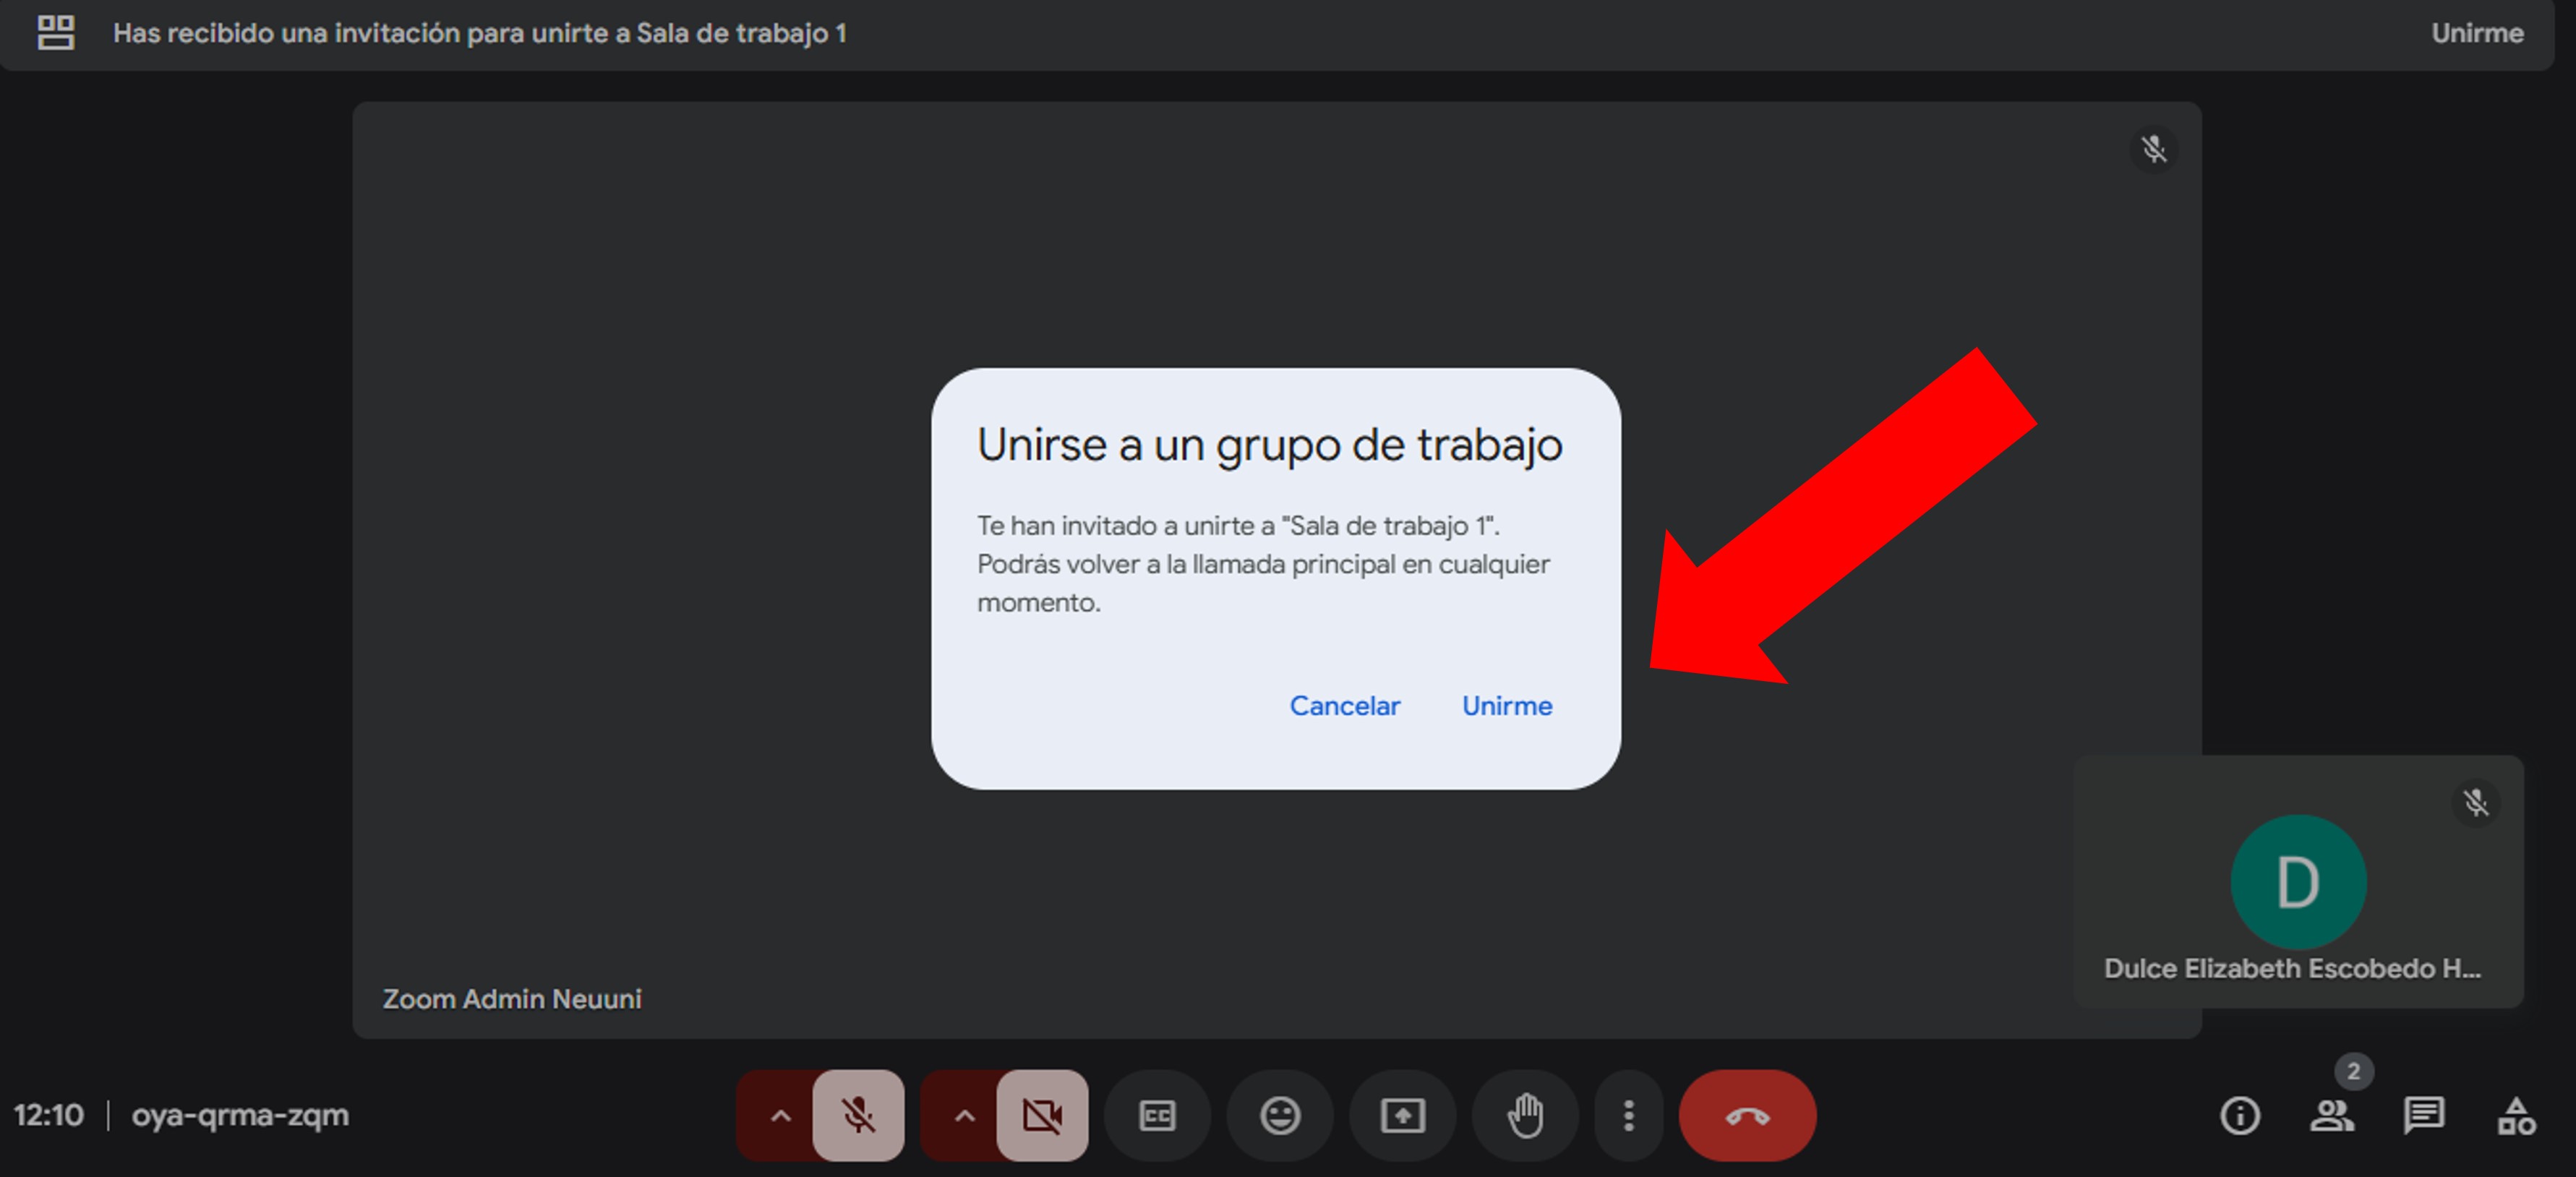 Has recibido una invitación para unirte a Sala de trabajo 1
Unirme
Unirse a un grupo de trabajo
Te han invitado a unirte a "Sala de trabajo 1".
Podrás volver a la llamada principal en cualquier
momento.
Cancelar
Unirme
D
Dulce Elizabeth Escobedo H...
Zoom Admin Neuuni
12:10 | oya-qrma-zqm
CC
2